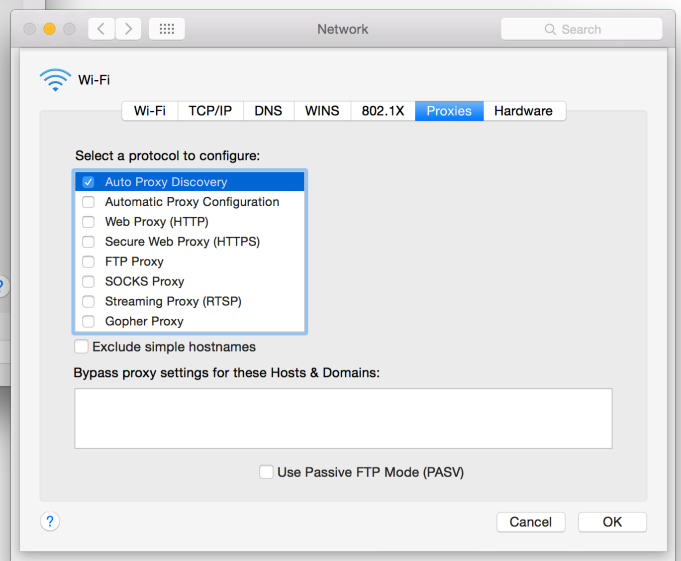 Network
Search
Wi-Fi
Wi-Fi TCP/IP DNS WINS 802.1X Proxies Hardware
Select a protocol to configure:
Auto Proxy Discovery
Automatic Proxy Configuration
Web Proxy (HTTP)
Secure Web Proxy (HTTPS)
FTP Proxy
SOCKS Proxy
Streaming Proxy (RTSP)
Gopher Proxy
Exclude simple hostnames
Bypass proxy settings for these Hosts & Domains:
Use Passive FTP Mode (PASV)
? Cancel OK